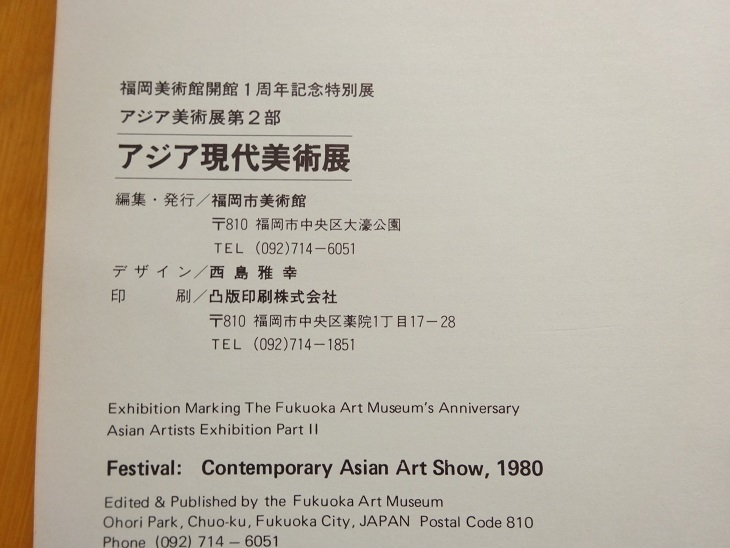 福岡美術館開館1周年記念特別展
アジア美術展第2部
アジア現代美術展
編集・発行／福岡市美術館
〒810 福岡市中央区大濠公園
TEL (092)714-6051
デザイン／西島雅幸
印　刷／凸版印刷株式会社
〒810 福岡市中央区薬院1丁目17-28
TEL (092)714-1851
Exhibition Marking The Fukuoka Art Museum's Anniversary
Asian Artists Exhibition Part II
Festival: Contemporary Asian Art Show, 1980
Edited & Published by the Fukuoka Art Museum
Ohori Park, Chuo-ku, Fukuoka City, JAPAN Postal Code 810
Phone (092) 714 – 6051